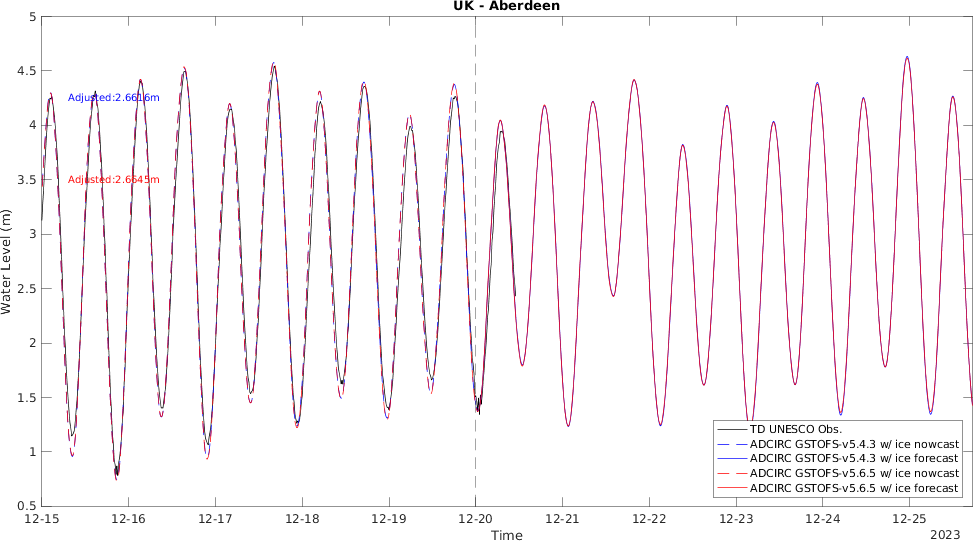 UK - Aberdeen
5
4.5
4
3.5
3
2.5
2
1.5
1
0.5
Water Level (m)
Adjusted:2.6616m
Adjusted:2.6645m
TD UNESCO Obs.
ADCIRC GSTOFS-v5.4.3 w/ ice nowcast
ADCIRC GSTOFS-v5.4.3 w/ ice forecast
ADCIRC GSTOFS-v5.6.5 w/ ice nowcast
ADCIRC GSTOFS-v5.6.5 w/ ice forecast
12-15 12-16 12-17 12-18 12-19 12-20 12-21 12-22 12-23 12-24 12-25
Time
2023